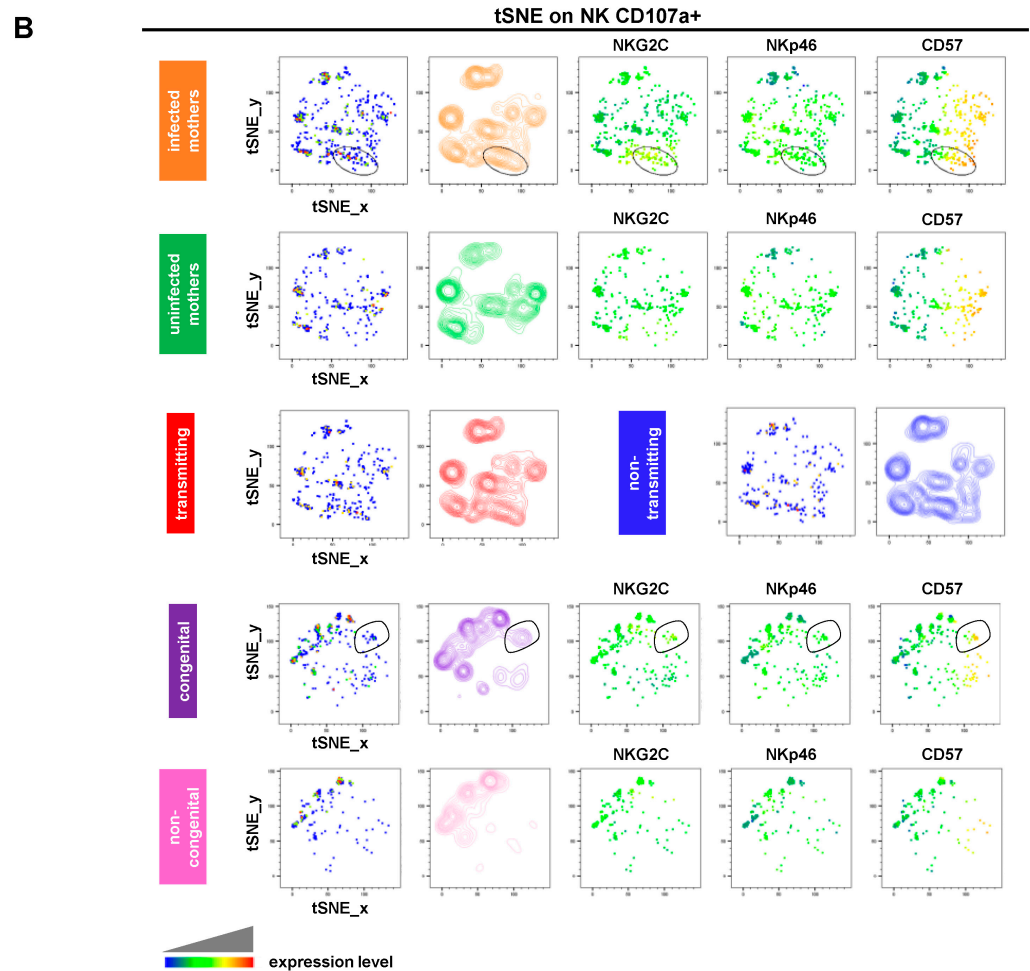 B
tSNE on NK CD107a+
NKG2C NKp46 CD57
infected
mothers
tSNE_y
tSNE_x
NKG2C NKp46 CD57
uninfected
mothers
tSNE_y
tSNE_x
transmitting
tSNE_y
tSNE_x
non-
transmitting
NKG2C NKp46 CD57
congenital
tSNE_y
tSNE_x
NKG2C NKp46 CD57
non-
congenital
tSNE_y
tSNE_x
expression level